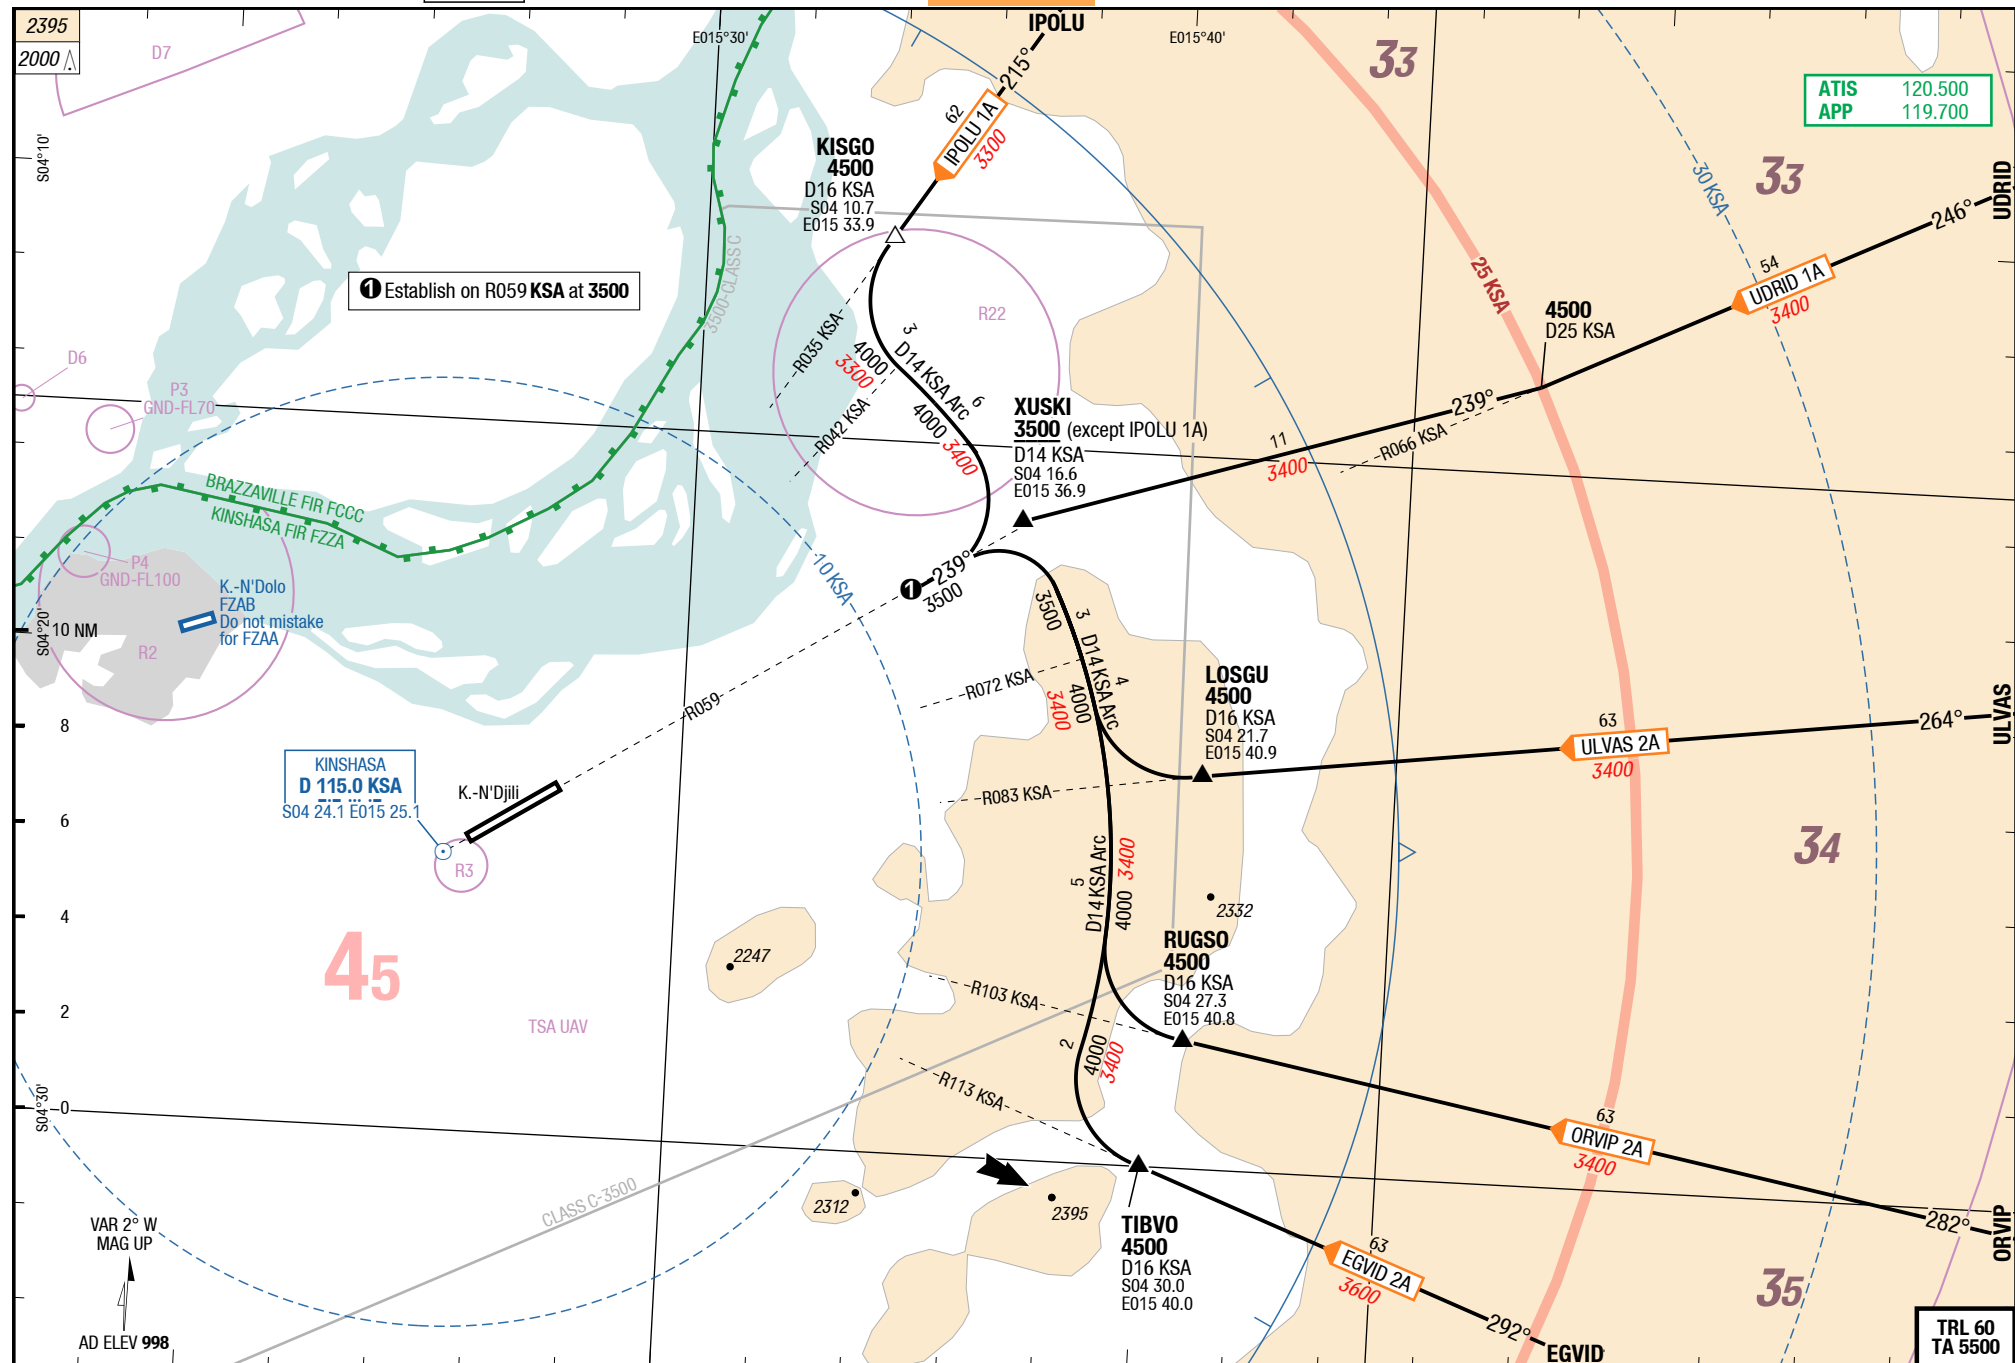 2395
2000
D7
IPOLU
E015°30'
E015°40'
215°
33
ATIS 120.500
APP 119.700
S04°10'
62
IPOLU 1A
3300
KISGO
4500
D16 KSA
S04 10.7
E015 33.9
30 KSA
33
UDRID
246°
54
UDRID 1A
3400
3500-CLASS C
❶ Establish on R059 KSA at 3500
R22
25 KSA
4500
D25 KSA
D6
P3
GND-FL70
R035 KSA
3
D14 KSA Arc
4000
3300
6
4000
3400
R042 KSA
XUSKI
3500 (except IPOLU 1A)
D14 KSA
S04 16.6
E015 36.9
239°
R066 KSA
11
3400
BRAZZAVILLE FIR FCCC
KINSHASA FIR FZZA
P4
GND-FL100
K.-N'Dolo
FZAB
Do not mistake
for FZAA
R2
10 KSA
239°
❶
3500
3500
3
D14 KSA Arc
4
4000
3400
R072 KSA
S04°20'
10 NM
8
6
4
2
0
R059
LOSGU
4500
D16 KSA
S04 21.7
E015 40.9
63
ULVAS 2A
3400
264°
ULVAS
KINSHASA
D 115.0 KSA
S04 24.1 E015 25.1
K.-N'Djili
R3
R083 KSA
5
D14 KSA Arc
3400
4000
34
2332
45
2247
TSA UAV
R103 KSA
RUGSO
4500
D16 KSA
S04 27.3
E015 40.8
2
4000
3400
R113 KSA
S04°30'
63
ORVIP 2A
3400
282°
ORVIP
CLASS C-3500
2312
2395
TIBVO
4500
D16 KSA
S04 30.0
E015 40.0
63
EGVID 2A
3600
292°
EGVID
35
VAR 2° W
MAG UP
AD ELEV 998
TRL 60
TA 5500